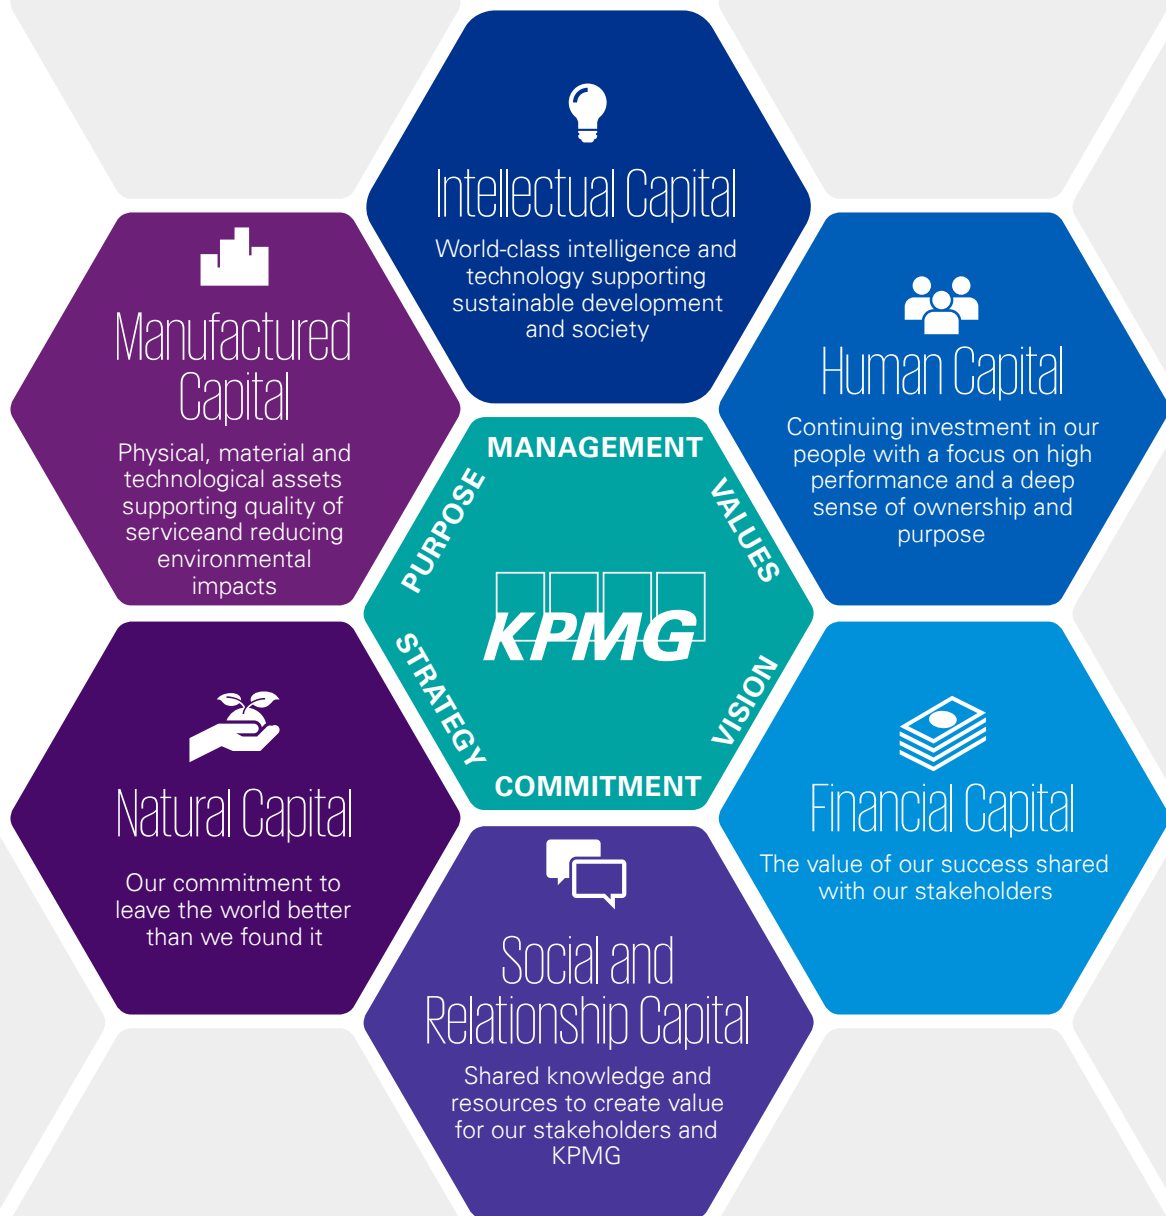 Intellectual Capital
World-class intelligence and
technology supporting
sustainable development
and society
Manufactured
Capital
Physical, material and
technological assets
supporting quality of
serviceand reducing
environmental
impacts
Human Capital
Continuing investment in our
people with a focus on high
performance and a deep
sense of ownership and
purpose
MANAGEMENT
PURPOSE
VALUES
KPMG
STRATEGY
VISION
COMMITMENT
Natural Capital
Our commitment to
leave the world better
than we found it
Financial Capital
The value of our success shared
with our stakeholders
Social and
Relationship Capital
Shared knowledge and
resources to create value
for our stakeholders and
KPMG